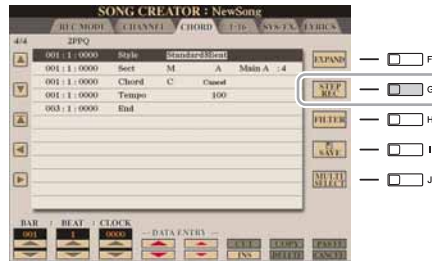 SONG CREATOR : NewSong
REC MODE CHANNEL CHORD 1-16 SYS/EX. LYRICS
4/4 2PPQ
001 : 1 : 0000 Style
001 : 1 : 0000 Sect M A Main A : 4
001 : 1 : 0000 Chord C Cancel
001 : 1 : 0000 Tempo 100
003 : 1 : 0000 End
EXPAND F
STEP REC G
FILTER H
SAVE I
MULTI SELECT J
BAR : BEAT : CLOCK
001 1 0000 DATA ENTRY
CUT COPY PASTE
INS DELETE CANCEL